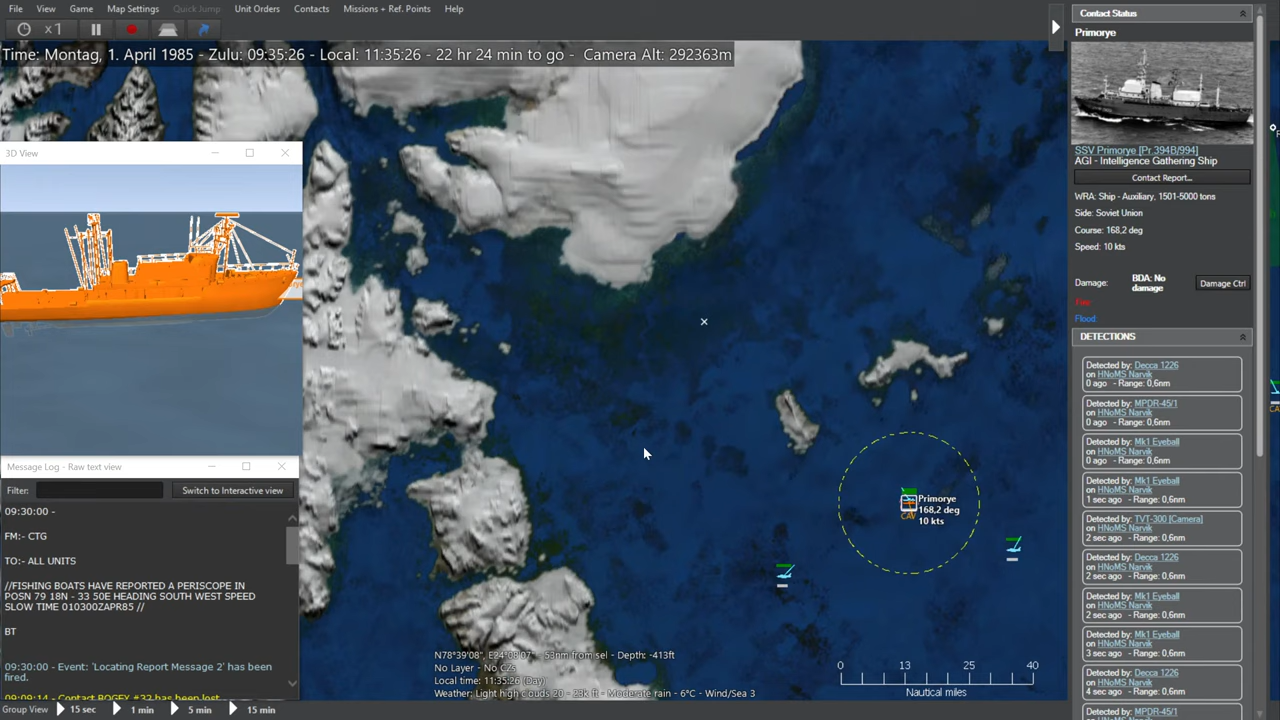 File View Game Map Settings Quick Jump Unit Orders Contacts Missions + Ref. Points Help
x1
Time: Montag, 1. April 1985 - Zulu: 09:35:26 - Local: 11:35:26 - 22 hr 24 min to go - Camera Alt: 292363m
3D View
Message Log - Raw text view
Filter:
Switch to Interactive view
09:30:00 -
FM:- CTG
TO:- ALL UNITS
//FISHING BOATS HAVE REPORTED A PERISCOPE IN
POSN 79 18N - 33 50E HEADING SOUTH WEST SPEED
SLOW TIME 010300ZAPR85 //
BT
09:30:00 - Event: 'Locating Report Message 2' has been
fired.
09:09:14 - Contact BOGEY #32 has been lost.
Group View 15 sec 1 min 5 min 15 min
Primorye
168,2 deg
10 kts
CAV
N78°39'08", E24°08'07" - 53nm from sel - Depth: -413ft
No Layer - No CZs
Local time: 11:35:26 (Day)
Weather: Light high clouds 20 - 23k ft - Moderate rain - 6°C - Wind/Sea 3
0 13 25 40
Nautical miles
Contact Status
Primorye
SSV Primorye [Pr.394B/994]
AGI - Intelligence Gathering Ship
Contact Report...
WRA: Ship - Auxiliary, 1501-5000 tons
Side: Soviet Union
Course: 168,2 deg
Speed: 10 kts
Damage:
BDA: No
damage
Damage Ctrl
Fire:
Flood:
DETECTIONS
Detected by: Decca 1226
on HNoMS Narvik
0 ago - Range: 0,6nm
Detected by: MPDR-45/1
on HNoMS Narvik
0 ago - Range: 0,6nm
Detected by: Mk1 Eyeball
on HNoMS Narvik
0 ago - Range: 0,6nm
Detected by: Mk1 Eyeball
on HNoMS Narvik
1 sec ago - Range: 0,6nm
Detected by: TVT-300 [Camera]
on HNoMS Narvik
2 sec ago - Range: 0,6nm
Detected by: Decca 1226
on HNoMS Narvik
2 sec ago - Range: 0,6nm
Detected by: Mk1 Eyeball
on HNoMS Narvik
2 sec ago - Range: 0,6nm
Detected by: Mk1 Eyeball
on HNoMS Narvik
3 sec ago - Range: 0,6nm
Detected by: Decca 1226
on HNoMS Narvik
4 sec ago - Range: 0,6nm
Detected by: MPDR-45/1